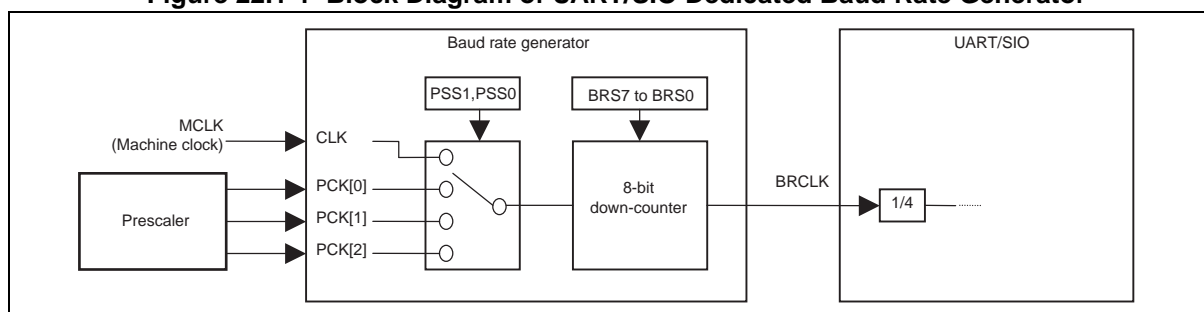 Figure 22.1-1 Block Diagram of UART/SIO Dedicated Baud Rate Generator
Baud rate generator
UART/SIO
PSS1,PSS0
BRS7 to BRS0
MCLK
(Machine clock)
CLK
Prescaler
PCK[0]
PCK[1]
PCK[2]
8-bit
down-counter
BRCLK
1/4